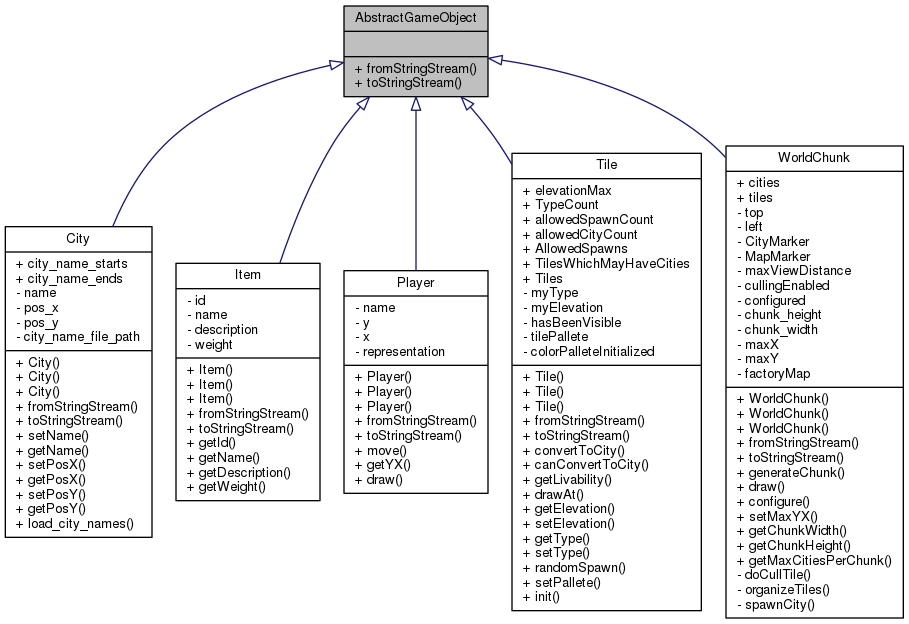 AbstractGameObject
+ fromStringStream()
+ toStringStream()
City
+ city_name_starts
+ city_name_ends
- name
- pos_x
- pos_y
- city_name_file_path
+ City()
+ City()
+ City()
+ fromStringStream()
+ toStringStream()
+ setName()
+ getName()
+ setPosX()
+ getPosX()
+ setPosY()
+ getPosY()
+ load_city_names()
Item
- id
- name
- description
- weight
+ Item()
+ Item()
+ Item()
+ fromStringStream()
+ toStringStream()
+ getId()
+ getName()
+ getDescription()
+ getWeight()
Player
- name
- y
- x
- representation
+ Player()
+ Player()
+ Player()
+ fromStringStream()
+ toStringStream()
+ move()
+ getYX()
+ draw()
Tile
+ elevationMax
+ TypeCount
+ allowedSpawnCount
+ allowedCityCount
+ AllowedSpawns
+ TilesWhichMayHaveCities
+ Tiles
- myType
- myElevation
- hasBeenVisible
- tilePallete
- colorPalleteInitialized
+ Tile()
+ Tile()
+ Tile()
+ fromStringStream()
+ toStringStream()
+ convertToCity()
+ canConvertToCity()
+ getLivability()
+ drawAt()
+ getElevation()
+ setElevation()
+ getType()
+ setType()
+ randomSpawn()
+ setPallete()
+ init()
WorldChunk
+ cities
+ tiles
- top
- left
- CityMarker
- MapMarker
- maxViewDistance
- cullingEnabled
- configured
- chunk_height
- chunk_width
- maxX
- maxY
- factoryMap
+ WorldChunk()
+ WorldChunk()
+ WorldChunk()
+ fromStringStream()
+ toStringStream()
+ generateChunk()
+ draw()
+ configure()
+ setMaxYX()
+ getChunkWidth()
+ getChunkHeight()
+ getMaxCitiesPerChunk()
- doCullTile()
- organizeTiles()
- spawnCity()